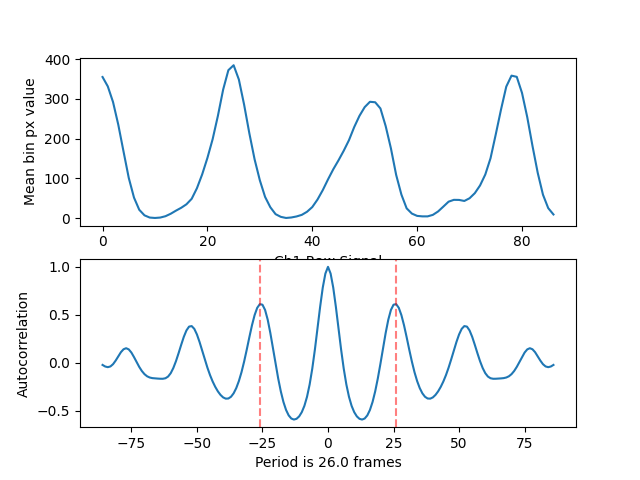 Mean bin px value
400
300
200
100
0
0 20 40 60 80
Ch1 Raw Signal
Autocorrelation
1.0
0.5
0.0
−0.5
−75 −50 −25 0 25 50 75
Period is 26.0 frames